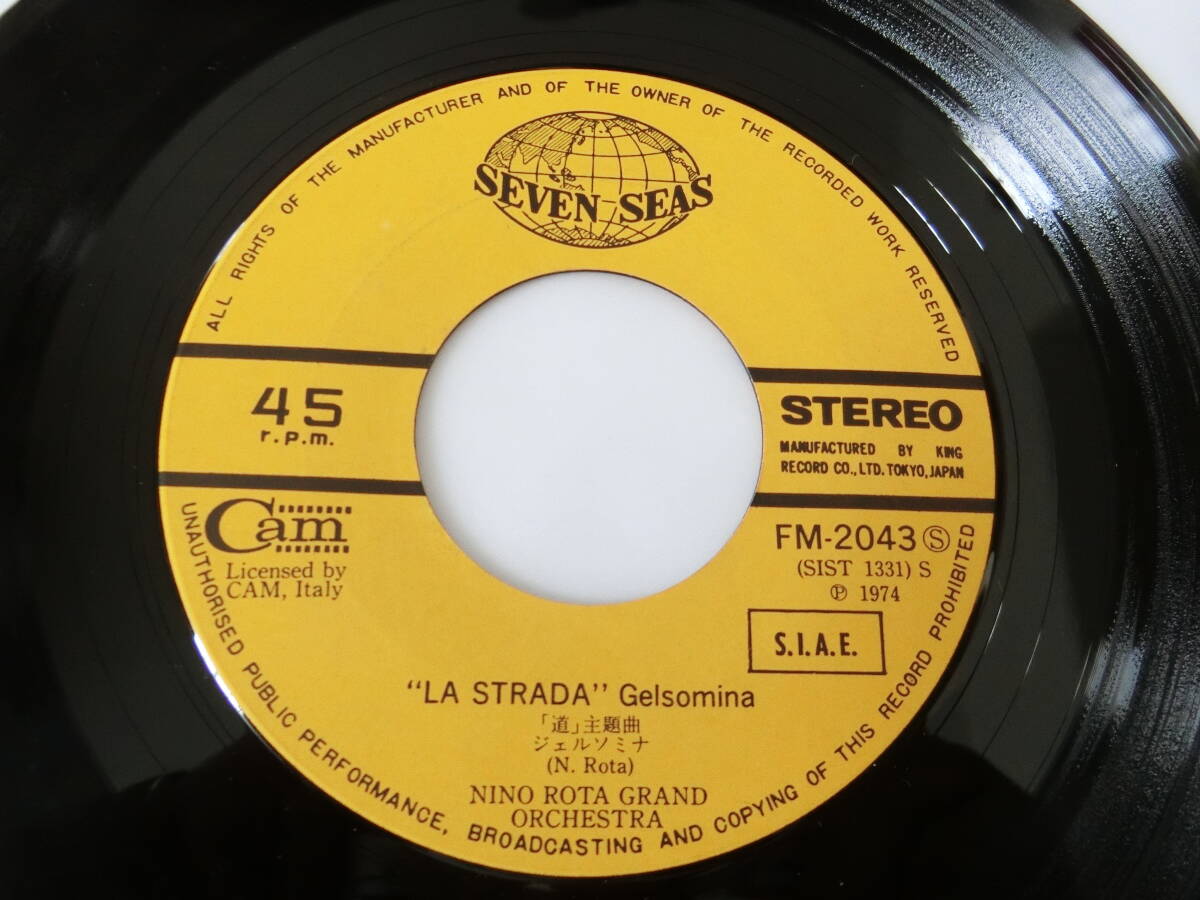 ALL RIGHTS OF THE MANUFACTURER AND OF THE OWNER OF THE RECORDED WORK RESERVED
SEVEN SEAS
45
r.p.m.
STEREO
MANUFACTURED BY KING
RECORD CO., LTD. TOKYO, JAPAN
Cam
Licensed by
CAM, Italy
FM-2043 Ⓢ
(SIST 1331) S
℗ 1974
S.I.A.E.
"LA STRADA" Gelsomina
「道」主題曲
ジェルソミナ
(N. Rota)
NINO ROTA GRAND
ORCHESTRA
UNAUTHORISED PUBLIC PERFORMANCE, BROADCASTING AND COPYING OF THIS RECORD PROHIBITED